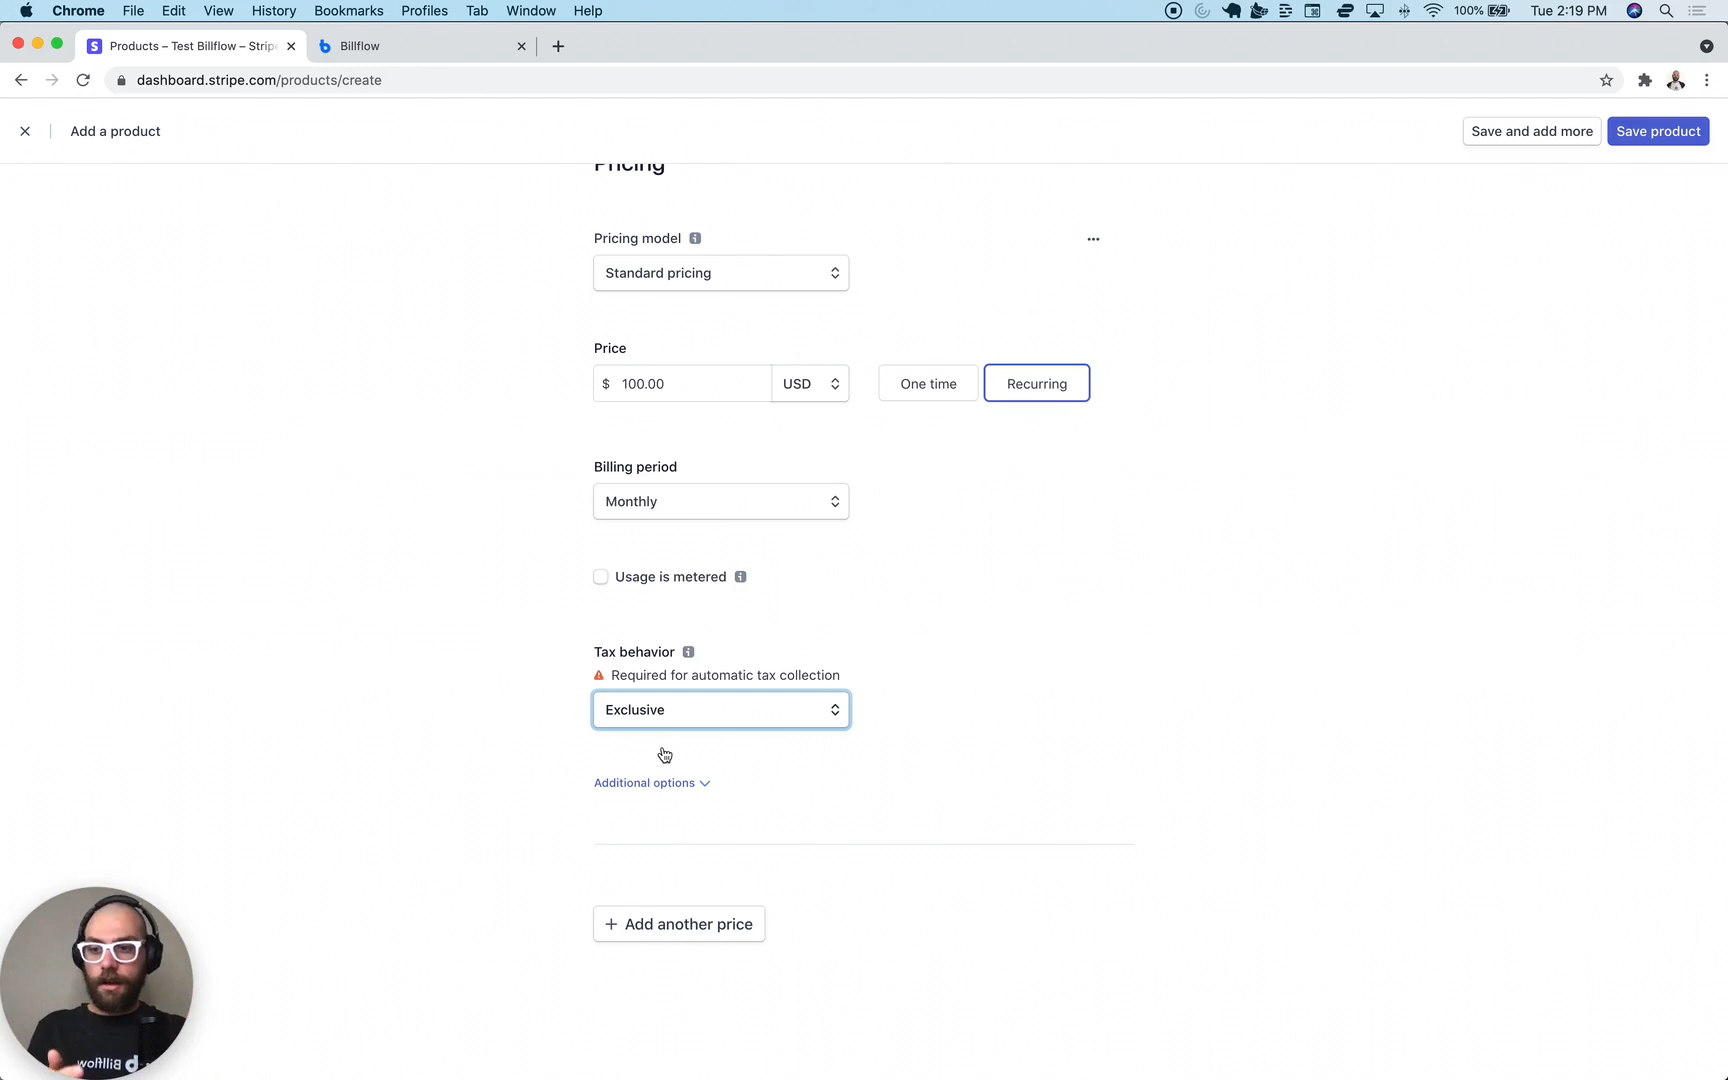 Chrome File Edit View History Bookmarks Profiles Tab Window Help 100% Tue 2:19 PM
Products – Test Billflow – Stripe Billflow
dashboard.stripe.com/products/create
Add a product Save and add more Save product
Pricing
Pricing model
Standard pricing
Price
$ 100.00 USD One time Recurring
Billing period
Monthly
Usage is metered
Tax behavior
Required for automatic tax collection
Exclusive
Additional options
+ Add another price
Billflow